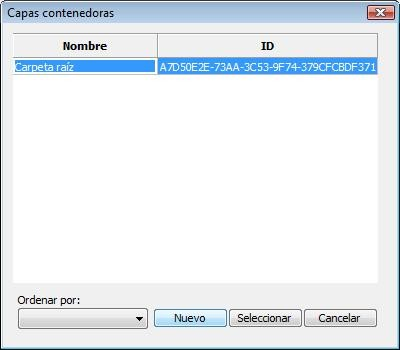 Capas contenedoras
Nombre ID
Carpeta raíz A7D50E2E-73AA-3C53-9F74-379CFCBDF371
Ordenar por:
Nuevo Seleccionar Cancelar